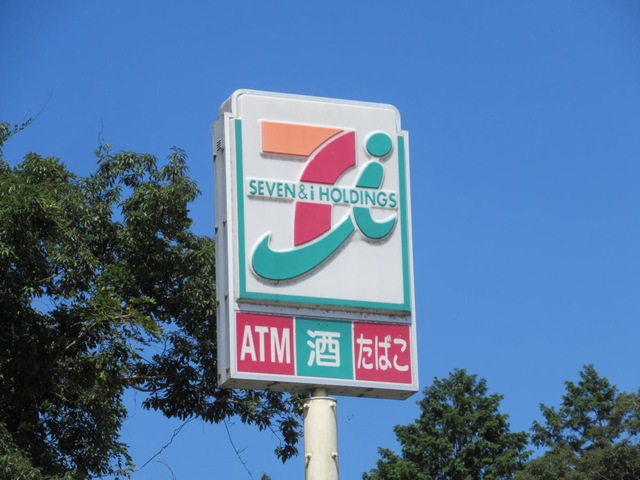 SEVEN & i HOLDINGS
ATM 酒 たばこ